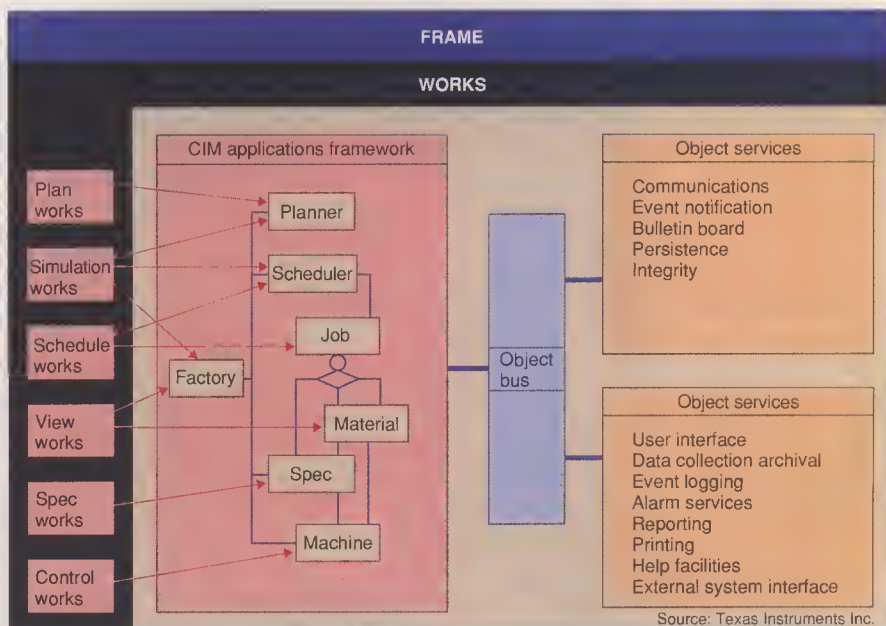 FRAME
WORKS
Plan
works
Simulation
works
Schedule
works
View
works
Spec
works
Control
works
CIM applications framework
Planner
Scheduler
Job
Factory
Material
Spec
Machine
Object
bus
Object services
Communications
Event notification
Bulletin board
Persistence
Integrity
Object services
User interface
Data collection archival
Event logging
Alarm services
Reporting
Printing
Help facilities
External system interface
Source: Texas Instruments Inc.